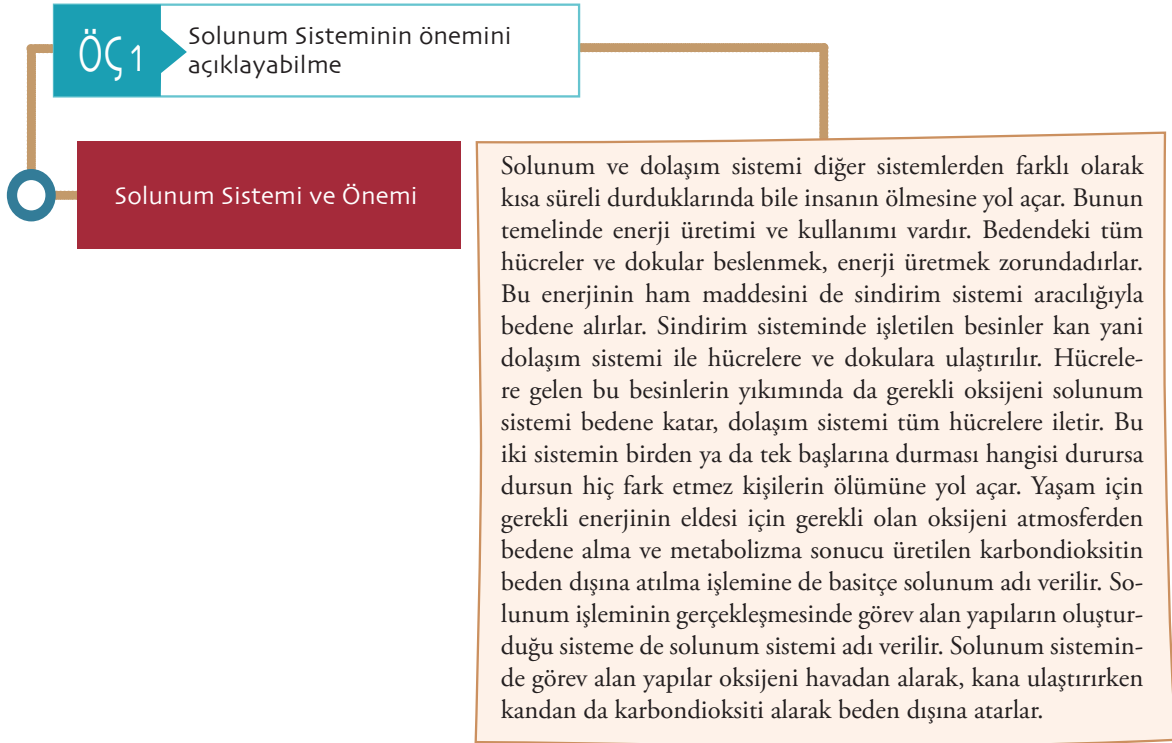 ÖÇ 1
Solunum Sisteminin önemini
açıklayabilme
Solunum Sistemi ve Önemi
Solunum ve dolaşım sistemi diğer sistemlerden farklı olarak
kısa süreli durduklarında bile insanın ölmesine yol açar. Bunun
temelinde enerji üretimi ve kullanımı vardır. Bedendeki tüm
hücreler ve dokular beslenmek, enerji üretmek zorundadırlar.
Bu enerjinin ham maddesini de sindirim sistemi aracılığıyla
bedene alırlar. Sindirim sisteminde işletilen besinler kan yani
dolaşım sistemi ile hücrelere ve dokulara ulaştırılır. Hücrele-
re gelen bu besinlerin yıkımında da gerekli oksijeni solunum
sistemi bedene katar, dolaşım sistemi tüm hücrelere iletir. Bu
iki sistemin birden ya da tek başlarına durması hangisi durursa
dursun hiç fark etmez kişilerin ölümüne yol açar. Yaşam için
gerekli enerjinin eldesi için gerekli olan oksijeni atmosferden
bedene alma ve metabolizma sonucu üretilen karbondioksitin
beden dışına atılma işlemine de basitçe solunum adı verilir. So-
lunum işleminin gerçekleşmesinde görev alan yapıların oluştur-
duğu sisteme de solunum sistemi adı verilir. Solunum sistemin-
de görev alan yapılar oksijeni havadan alarak, kana ulaştırırken
kandan da karbondioksiti alarak beden dışına atarlar.